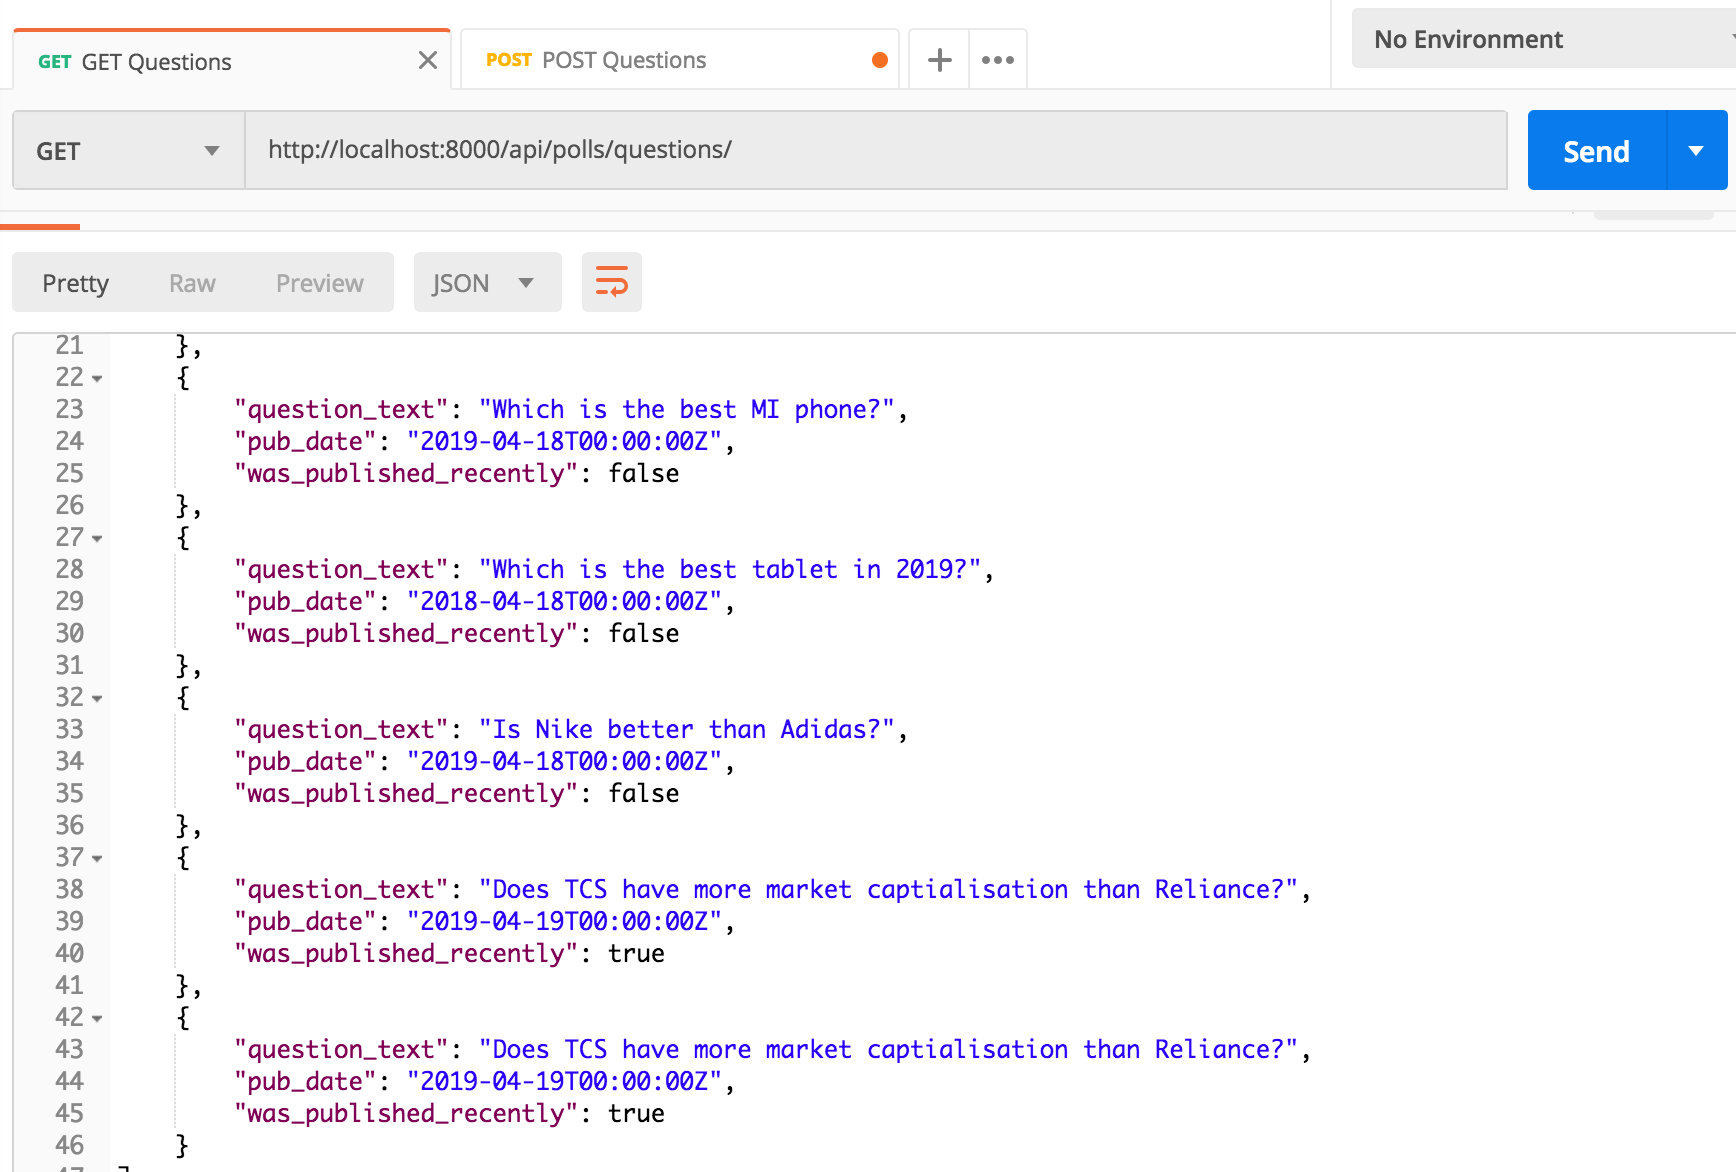 GET GET Questions
POST POST Questions
No Environment
GET
http://localhost:8000/api/polls/questions/
Send
Pretty Raw Preview JSON
21 },
22 {
23 "question_text": "Which is the best MI phone?",
24 "pub_date": "2019-04-18T00:00:00Z",
25 "was_published_recently": false
26 },
27 {
28 "question_text": "Which is the best tablet in 2019?",
29 "pub_date": "2018-04-18T00:00:00Z",
30 "was_published_recently": false
31 },
32 {
33 "question_text": "Is Nike better than Adidas?",
34 "pub_date": "2019-04-18T00:00:00Z",
35 "was_published_recently": false
36 },
37 {
38 "question_text": "Does TCS have more market captialisation than Reliance?",
39 "pub_date": "2019-04-19T00:00:00Z",
40 "was_published_recently": true
41 },
42 {
43 "question_text": "Does TCS have more market captialisation than Reliance?",
44 "pub_date": "2019-04-19T00:00:00Z",
45 "was_published_recently": true
46 }